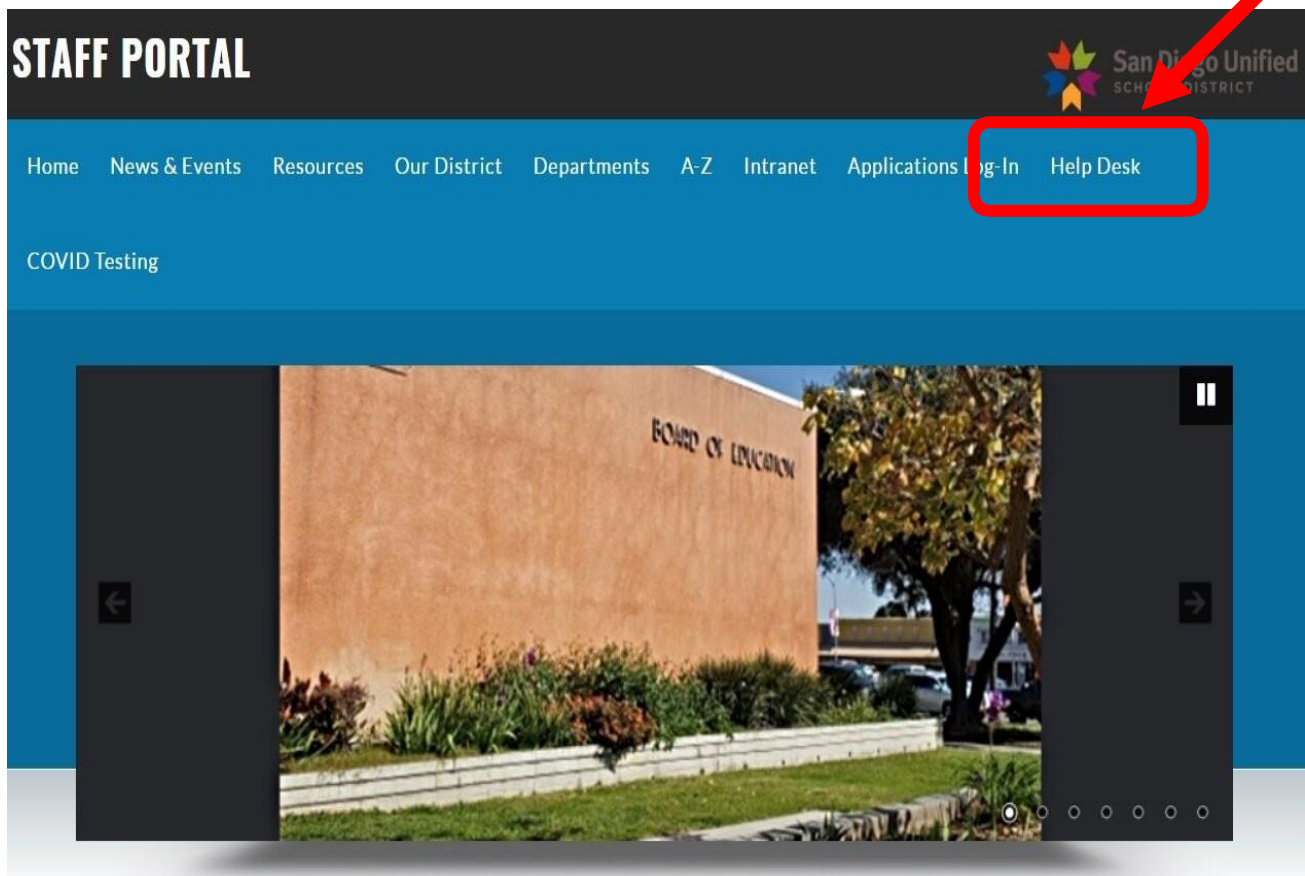 STAFF PORTAL
San Diego Unified
SCHOOL DISTRICT
Home News & Events Resources Our District Departments A-Z Intranet Applications Log-In Help Desk
COVID Testing
BOARD OF EDUCATION